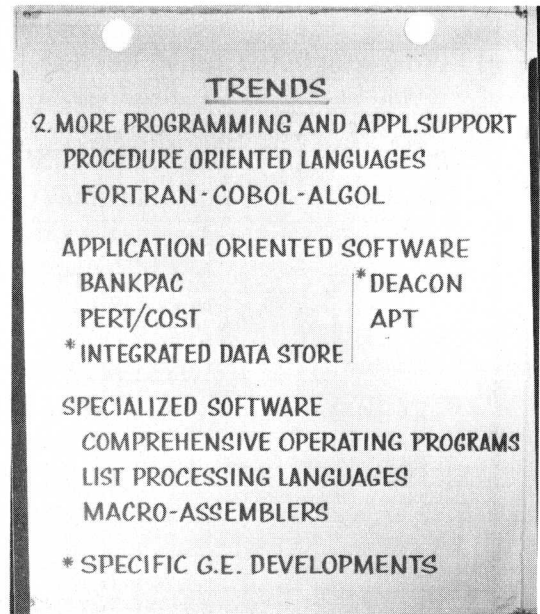 TRENDS
2. MORE PROGRAMMING AND APPL. SUPPORT
PROCEDURE ORIENTED LANGUAGES
FORTRAN - COBOL - ALGOL
APPLICATION ORIENTED SOFTWARE
BANKPAC * DEACON
PERT/COST APT
* INTEGRATED DATA STORE
SPECIALIZED SOFTWARE
COMPREHENSIVE OPERATING PROGRAMS
LIST PROCESSING LANGUAGES
MACRO-ASSEMBLERS
* SPECIFIC G.E. DEVELOPMENTS